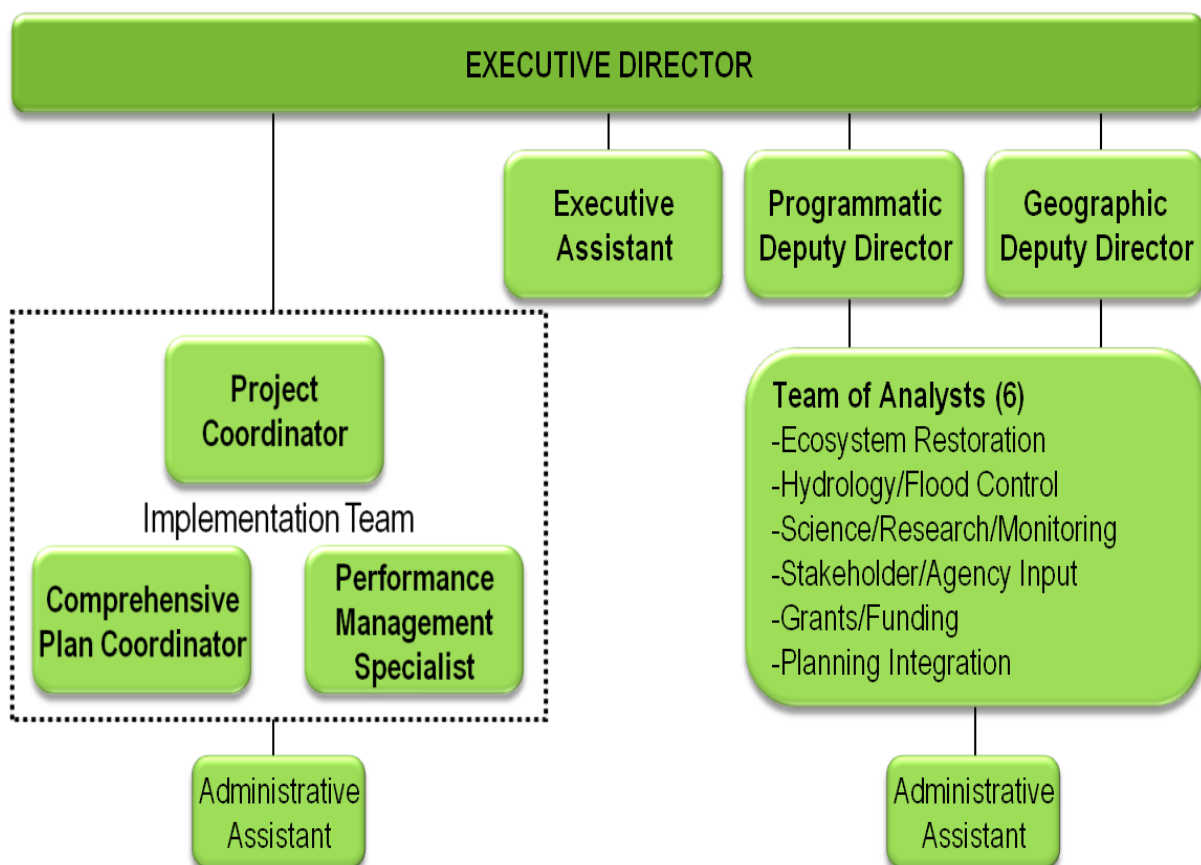 EXECUTIVE DIRECTOR
Executive
Assistant
Programmatic
Deputy Director
Geographic
Deputy Director
Project
Coordinator
Implementation Team
Comprehensive
Plan Coordinator
Performance
Management
Specialist
Team of Analysts (6)
-Ecosystem Restoration
-Hydrology/Flood Control
-Science/Research/Monitoring
-Stakeholder/Agency Input
-Grants/Funding
-Planning Integration
Administrative
Assistant
Administrative
Assistant